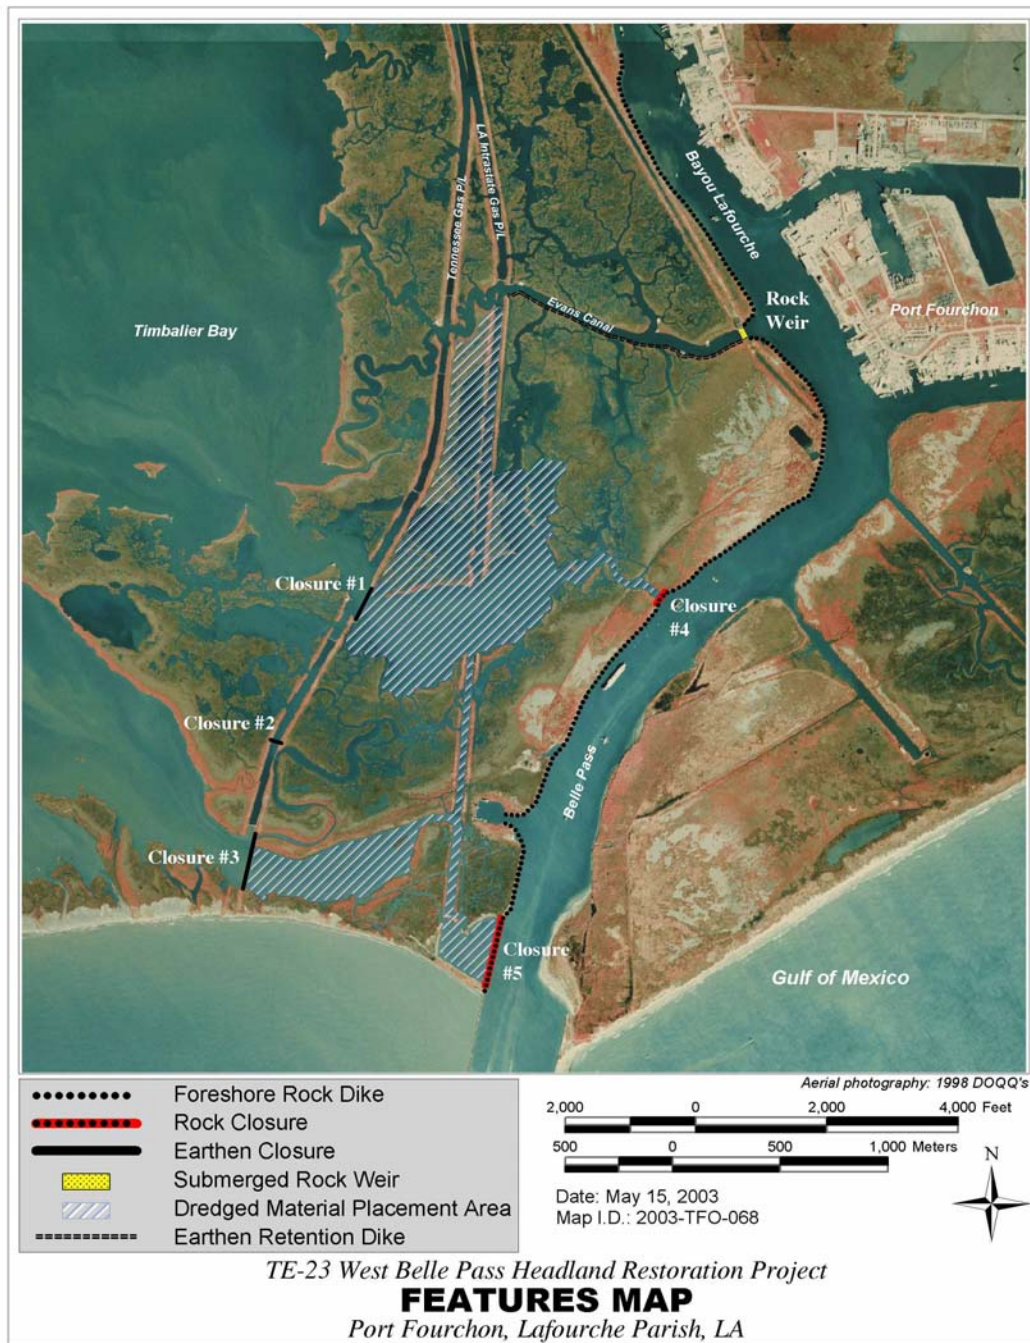 LA Intrastate Gas P/L
Tennessee Gas P/L
Bayou Lafourche
Timbalier Bay
Evans Canal
Rock
Weir
Port Fourchon
Closure #1
Closure
#4
Closure #2
Belle Pass
Closure #3
Closure
#5
Gulf of Mexico
Foreshore Rock Dike
Rock Closure
Earthen Closure
Submerged Rock Weir
Dredged Material Placement Area
Earthen Retention Dike
Aerial photography: 1998 DOQQ's
2,000 0 2,000 4,000 Feet
500 0 500 1,000 Meters
N
Date: May 15, 2003
Map I.D.: 2003-TFO-068
TE-23 West Belle Pass Headland Restoration Project
FEATURES MAP
Port Fourchon, Lafourche Parish, LA